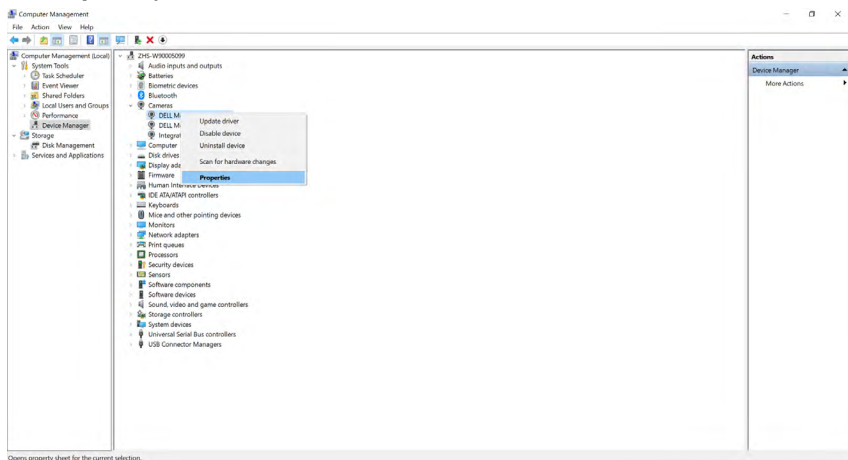 Computer Management
File Action View Help
Computer Management (Local)
System Tools
Task Scheduler
Event Viewer
Shared Folders
Local Users and Groups
Performance
Device Manager
Storage
Disk Management
Services and Applications
ZHS-W90005099
Audio inputs and outputs
Batteries
Biometric devices
Bluetooth
Cameras
DELL M
DELL M
Integrat
Computer
Disk drives
Display ada
Firmware
Human Interface Devices
IDE ATA/ATAPI controllers
Keyboards
Mice and other pointing devices
Monitors
Network adapters
Print queues
Processors
Security devices
Sensors
Software components
Software devices
Sound, video and game controllers
Storage controllers
System devices
Universal Serial Bus controllers
USB Connector Managers
Update driver
Disable device
Uninstall device
Scan for hardware changes
Properties
Actions
Device Manager
More Actions
Opens property sheet for the current selection.